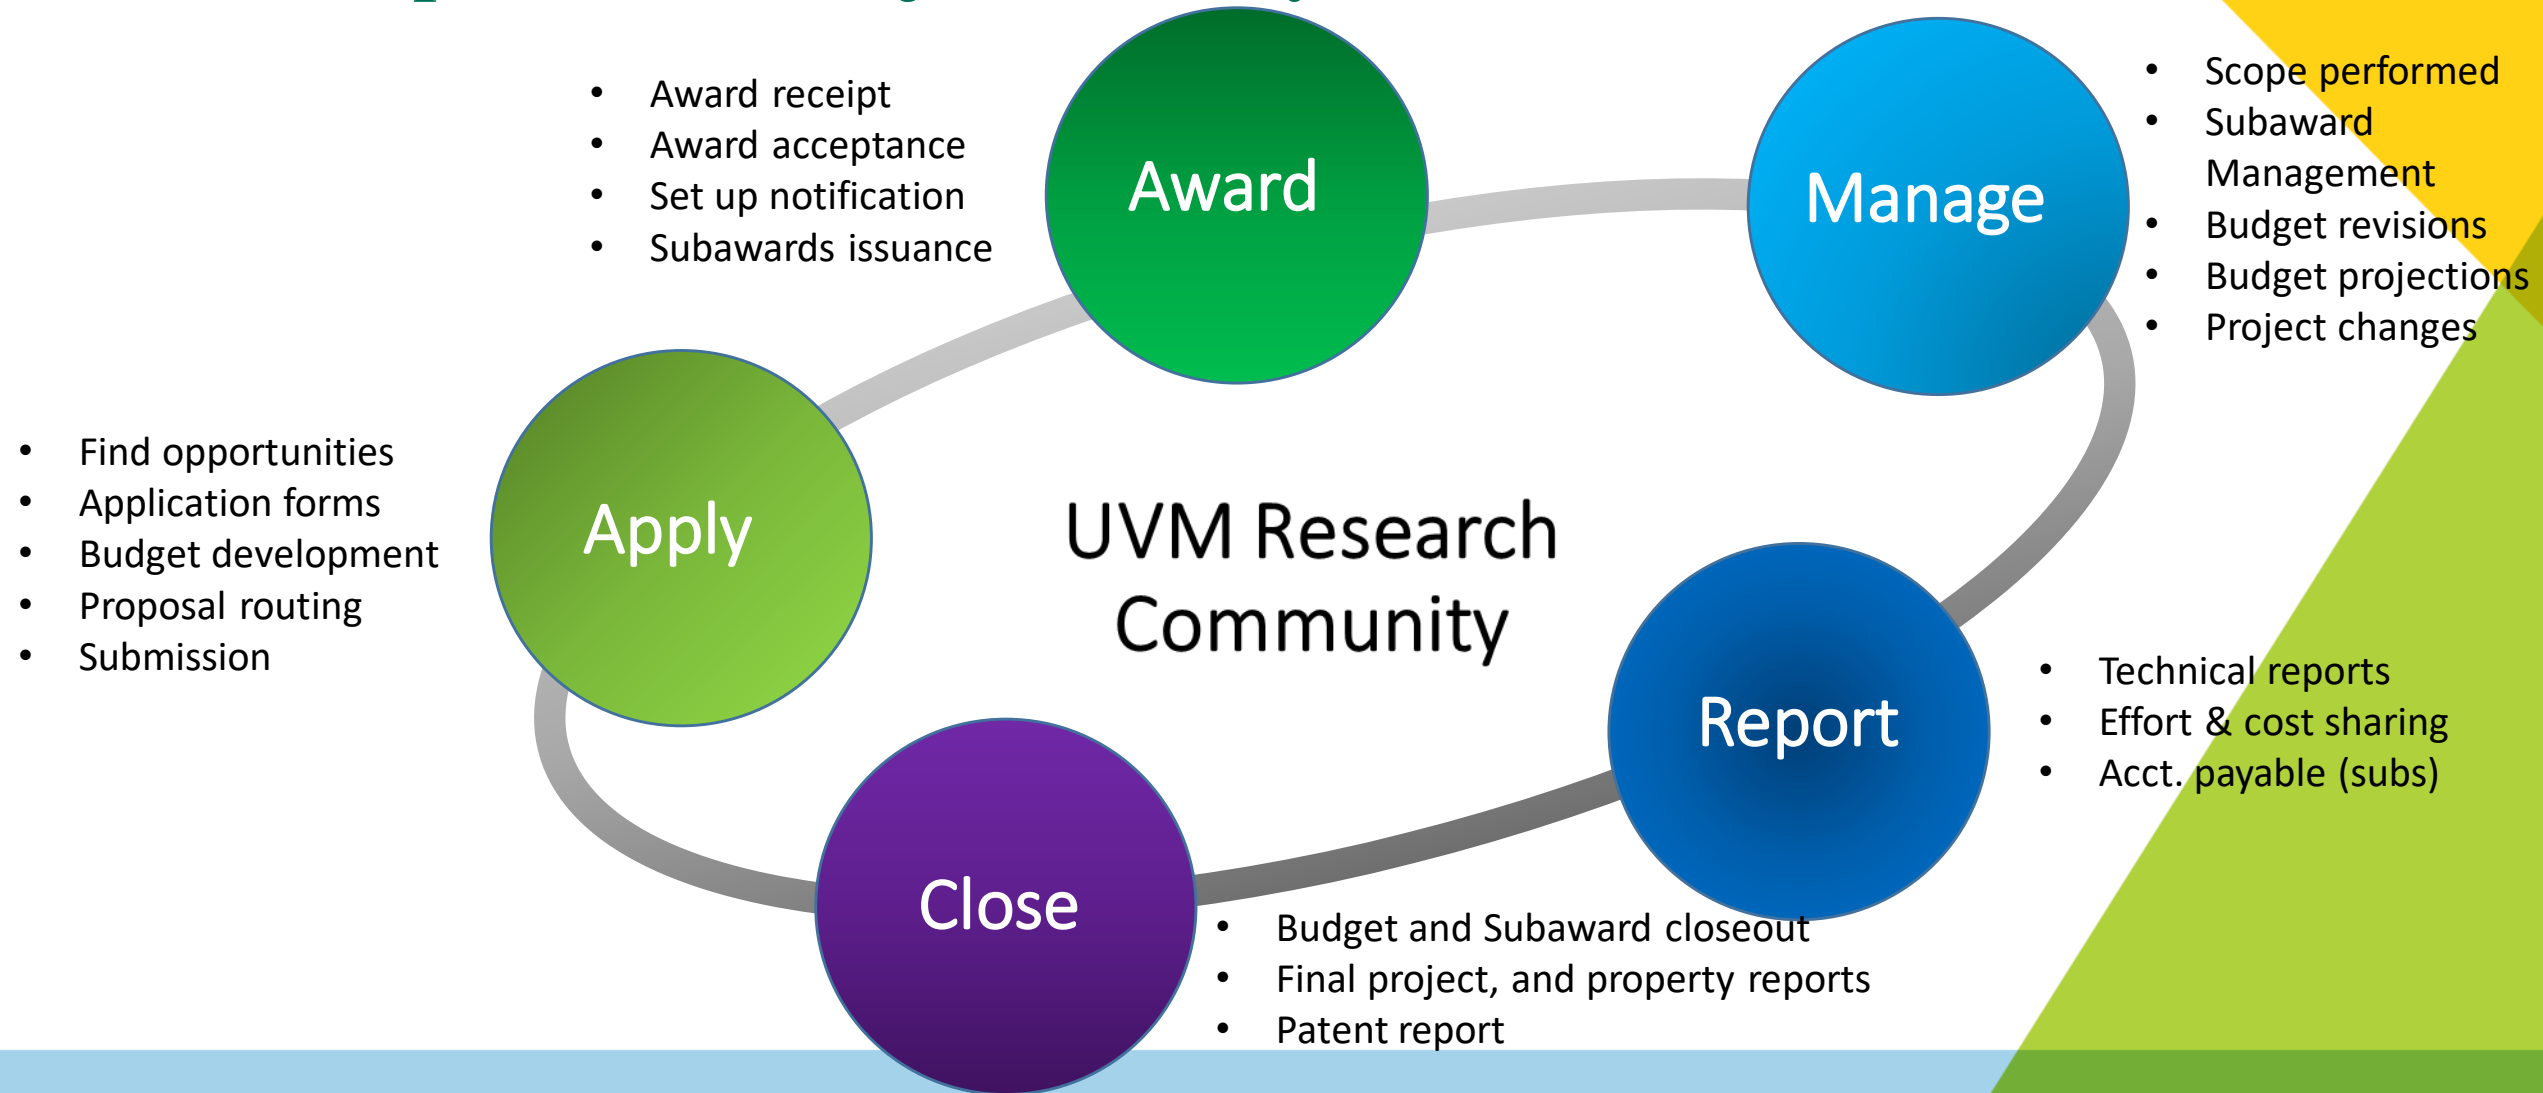 • Award receipt
• Award acceptance
• Set up notification
• Subawards issuance
Award
Manage
• Scope performed
• Subaward
Management
• Budget revisions
• Budget projections
• Project changes
• Find opportunities
• Application forms
• Budget development
• Proposal routing
• Submission
Apply
UVM Research
Community
Report
• Technical reports
• Effort & cost sharing
• Acct. payable (subs)
Close
• Budget and Subaward closeout
• Final project, and property reports
• Patent report